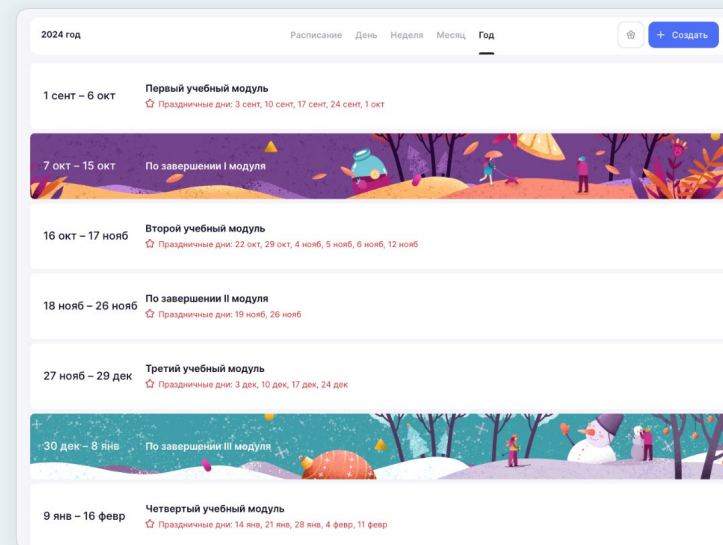 2024 год
Расписание День Неделя Месяц Год
+ Создать
1 сент – 6 окт
Первый учебный модуль
Праздничные дни: 3 сент, 10 сент, 17 сент, 24 сент, 1 окт
7 окт – 15 окт
По завершении I модуля
16 окт – 17 нояб
Второй учебный модуль
Праздничные дни: 22 окт, 29 окт, 4 нояб, 5 нояб, 6 нояб, 12 нояб
18 нояб – 26 нояб
По завершении II модуля
Праздничные дни: 19 нояб, 26 нояб
27 нояб – 29 дек
Третий учебный модуль
Праздничные дни: 3 дек, 10 дек, 17 дек, 24 дек
30 дек – 8 янв
По завершении III модуля
9 янв – 16 февр
Четвертый учебный модуль
Праздничные дни: 14 янв, 21 янв, 28 янв, 4 февр, 11 февр